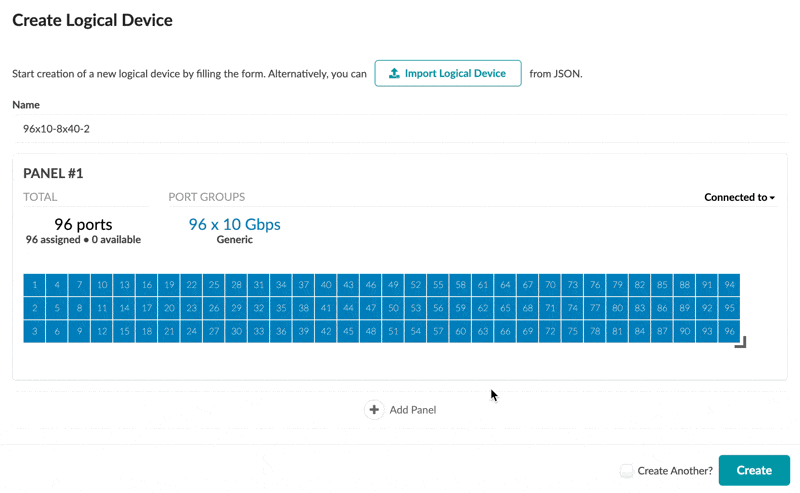 Create Logical Device
Start creation of a new logical device by filling the form. Alternatively, you can Import Logical Device from JSON.
Name
96x10-8x40-2
PANEL #1
TOTAL PORT GROUPS Connected to
96 ports 96 x 10 Gbps
96 assigned • 0 available Generic
1 4 7 10 13 16 19 22 25 28 31 34 37 40 43 46 49 52 55 58 61 64 67 70 73 76 79 82 85 88 91 94
2 5 8 11 14 17 20 23 26 29 32 35 38 41 44 47 50 53 56 59 62 65 68 71 74 77 80 83 86 89 92 95
3 6 9 12 15 18 21 24 27 30 33 36 39 42 45 48 51 54 57 60 63 66 69 72 75 78 81 84 87 90 93 96
Add Panel
Create Another? Create